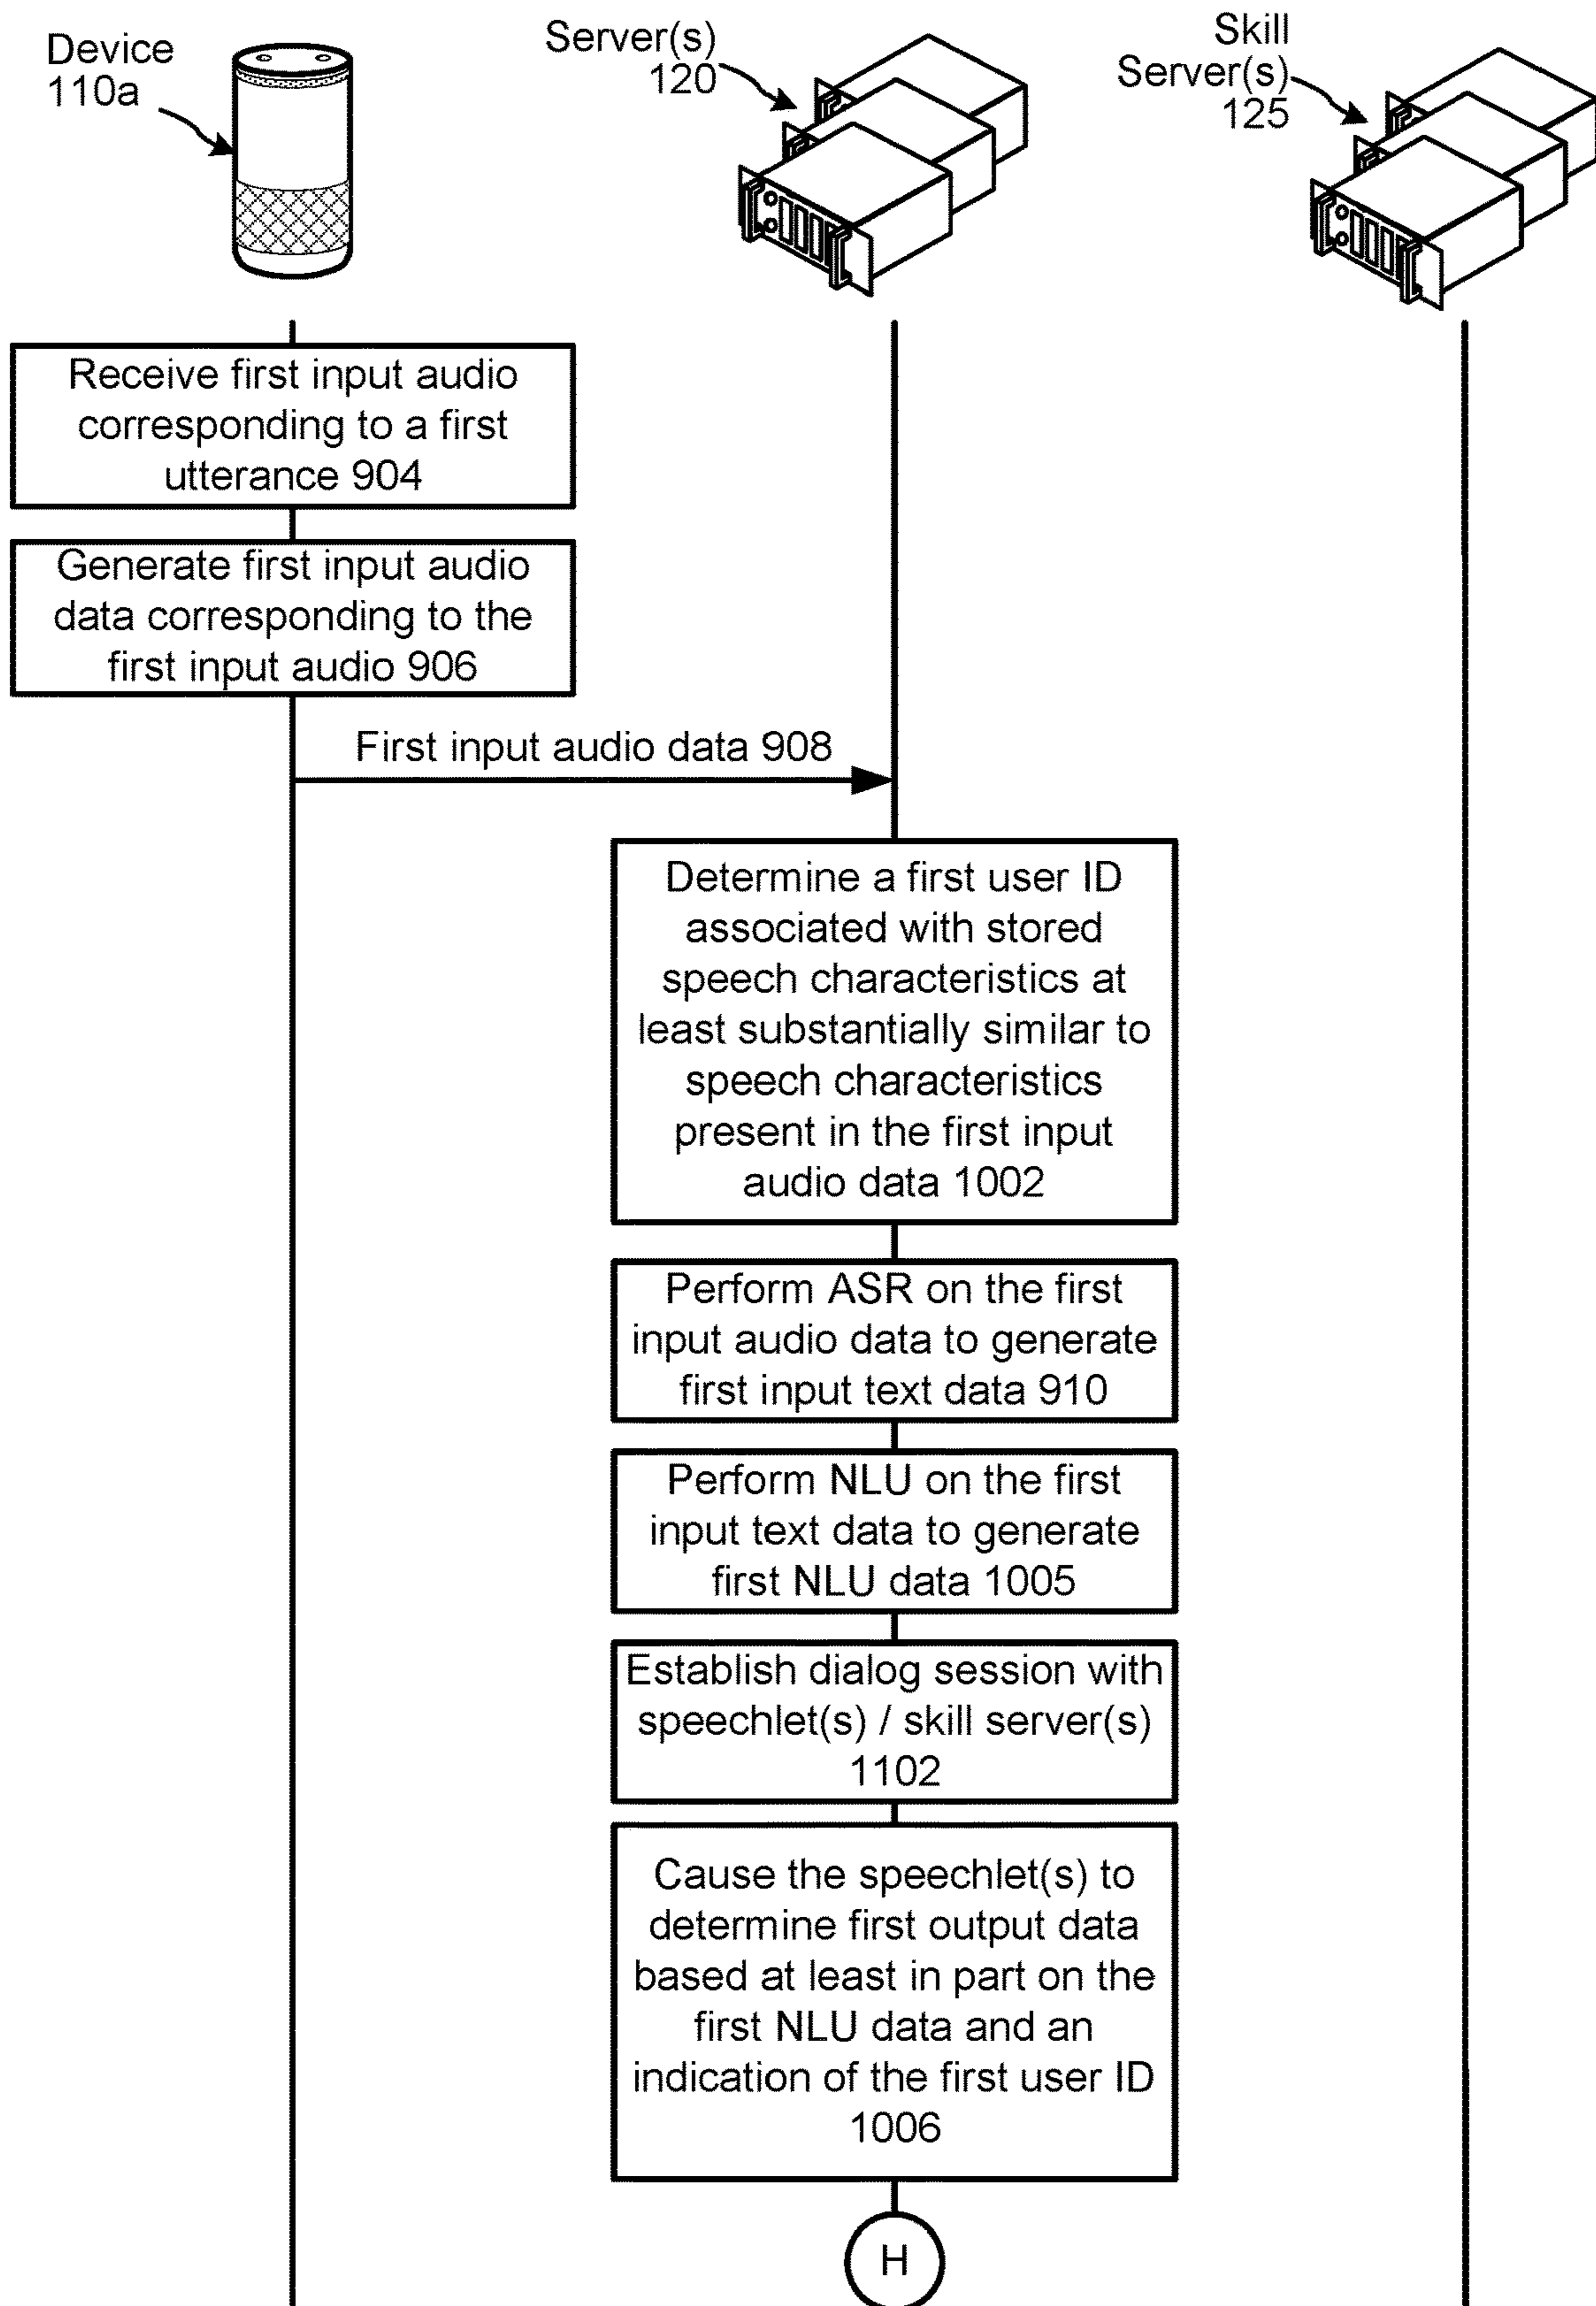 Device
110a
Server(s)
120
Skill
Server(s)
125
Receive first input audio
corresponding to a first
utterance 904
Generate first input audio
data corresponding to the
first input audio 906
First input audio data 908
Determine a first user ID
associated with stored
speech characteristics at
least substantially similar to
speech characteristics
present in the first input
audio data 1002
Perform ASR on the first
input audio data to generate
first input text data 910
Perform NLU on the first
input text data to generate
first NLU data 1005
Establish dialog session with
speechlet(s) / skill server(s)
1102
Cause the speechlet(s) to
determine first output data
based at least in part on the
first NLU data and an
indication of the first user ID
1006
H